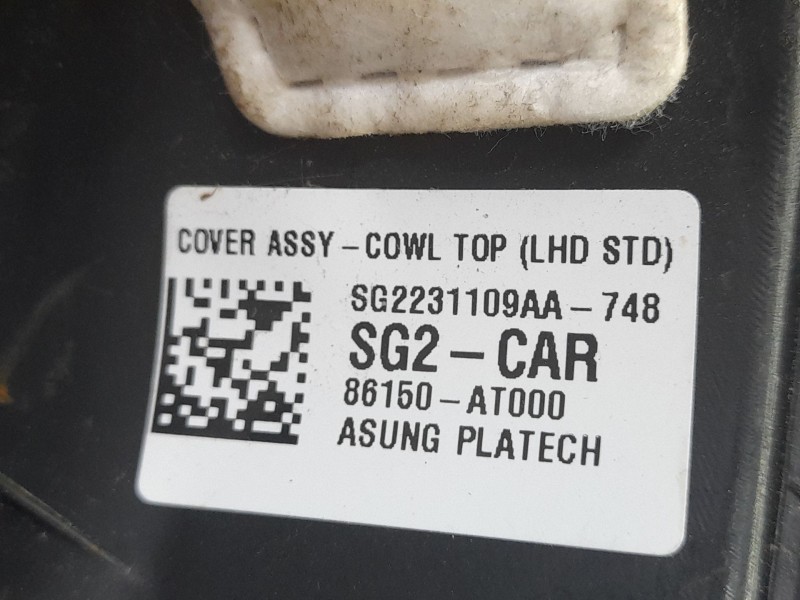 COVER ASSY - COWL TOP (LHD STD)
SG2231109AA - 748
SG2 - CAR
86150 - AT000
ASUNG PLATECH